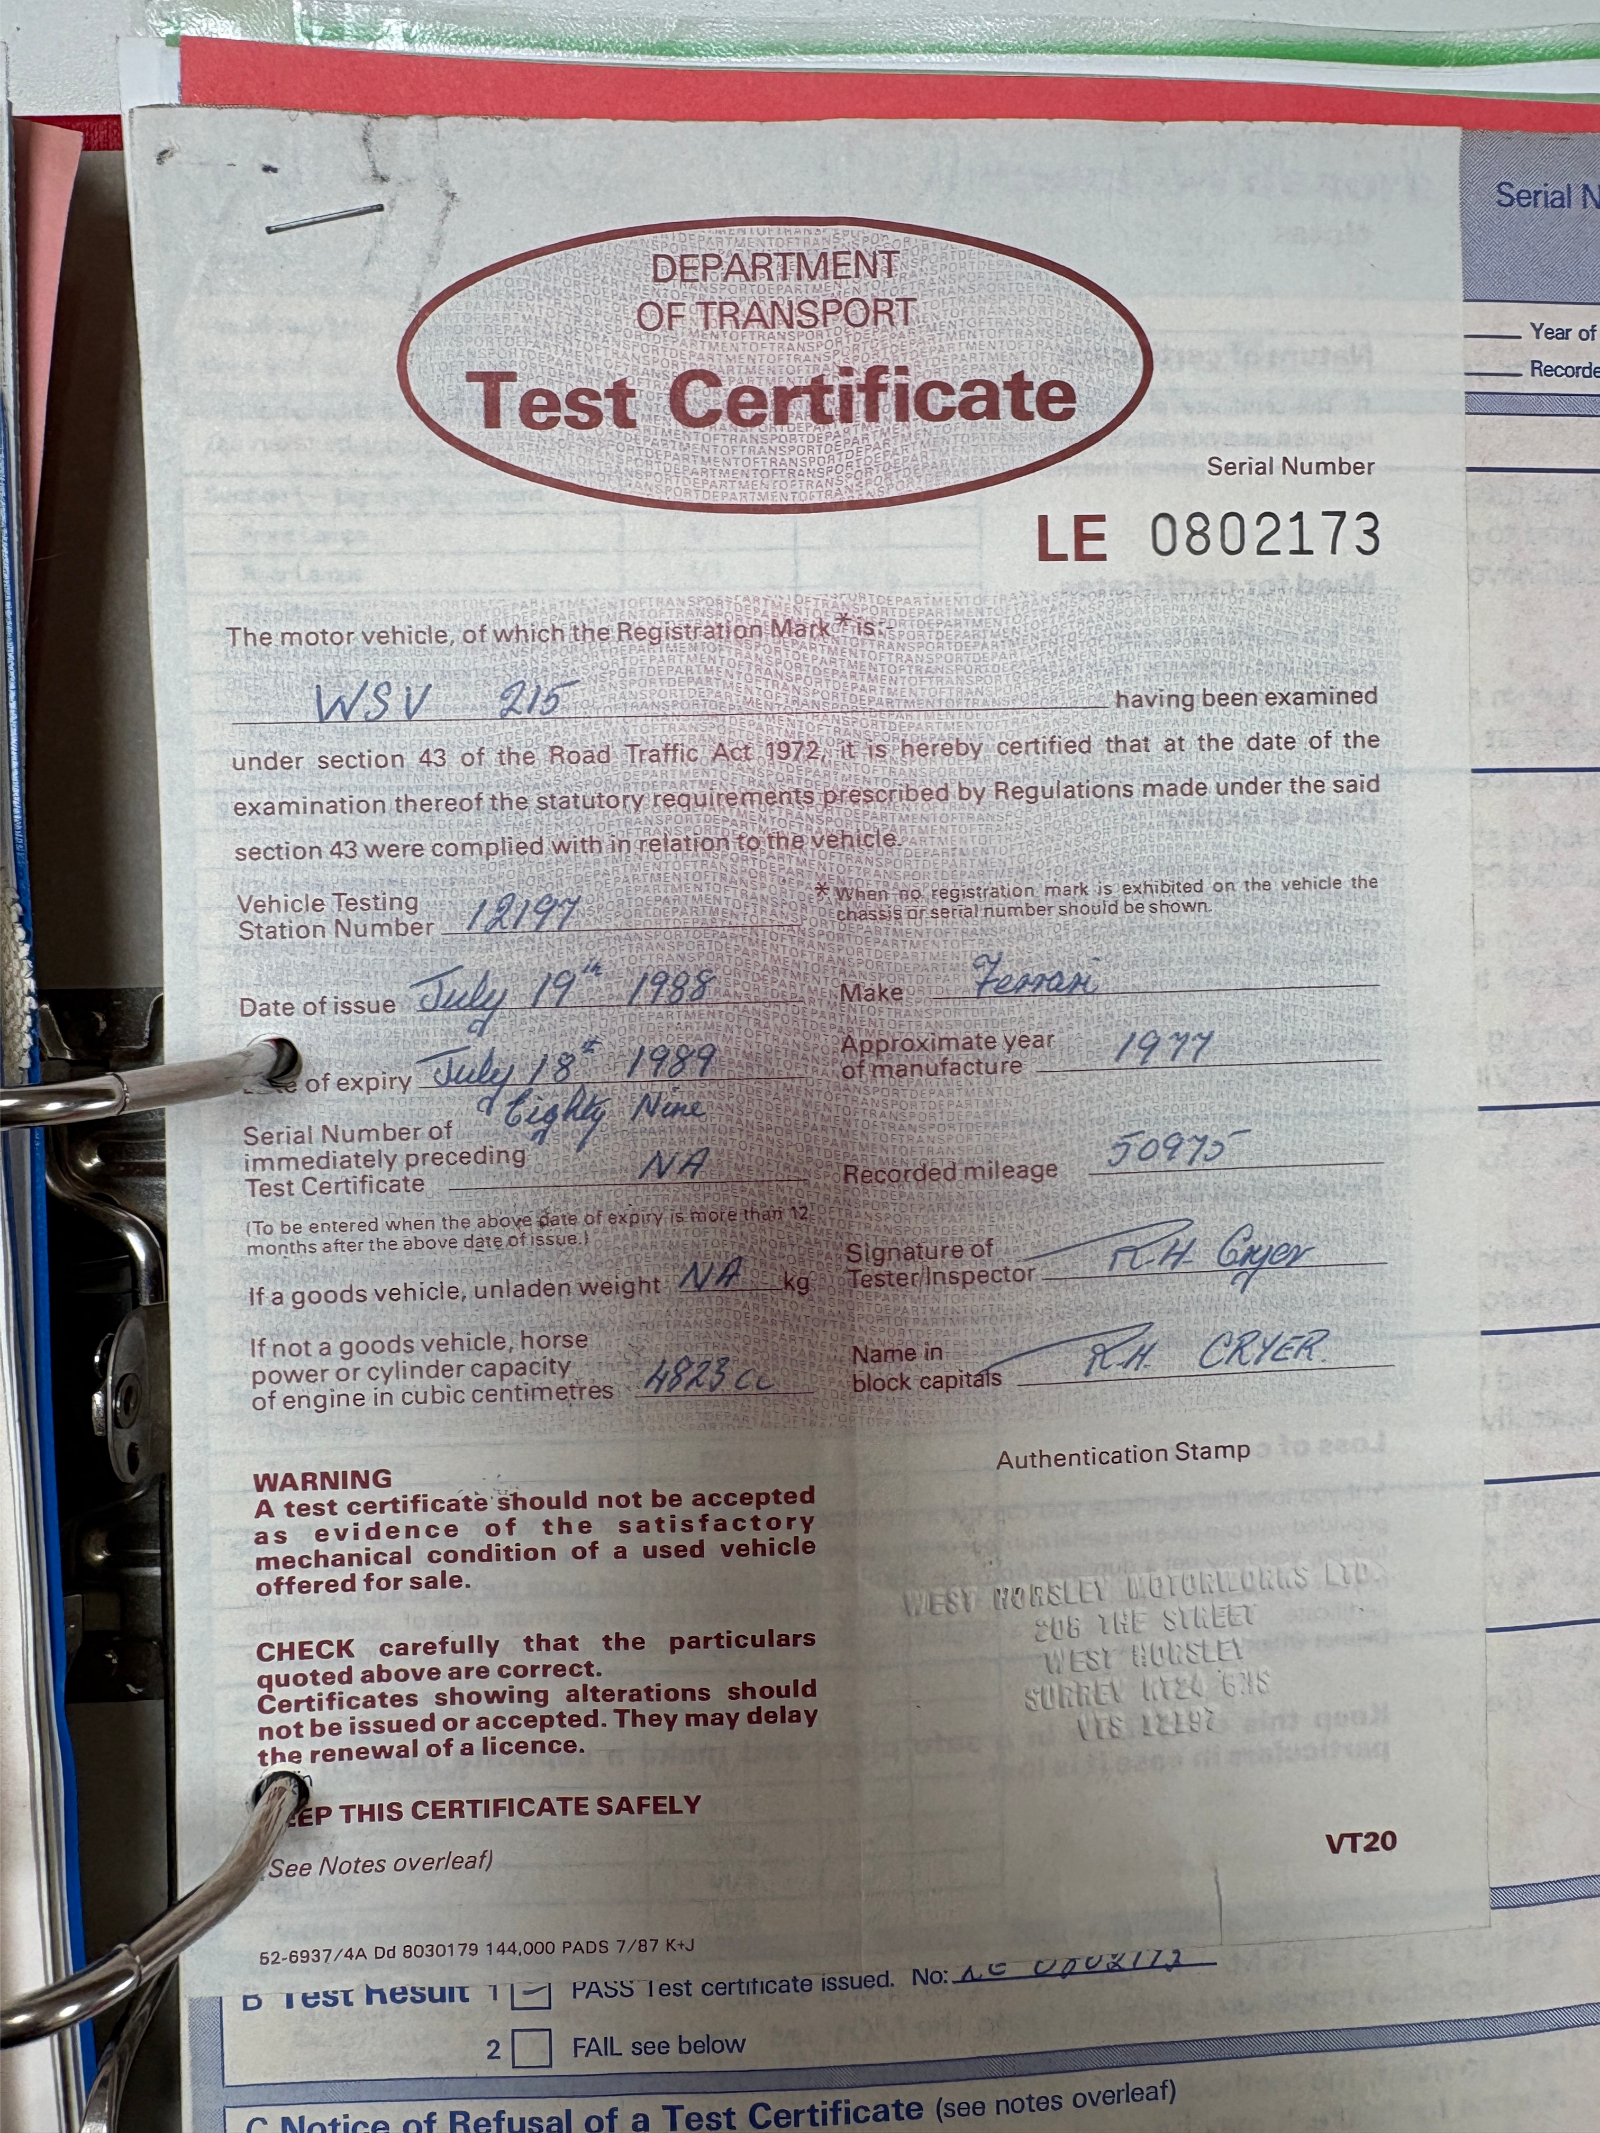 DEPARTMENT
OF TRANSPORT
Test Certificate
Serial Number
LE 0802173
The motor vehicle, of which the Registration Mark* is:-
WSV 215 having been examined
under section 43 of the Road Traffic Act 1972, it is hereby certified that at the date of the
examination thereof the statutory requirements prescribed by Regulations made under the said
section 43 were complied with in relation to the vehicle.
Vehicle Testing
Station Number 12197
* When no registration mark is exhibited on the vehicle the
chassis or serial number should be shown.
Date of issue July 19th 1988
Make Ferrari
of expiry July 18th 1989
Eighty Nine
Approximate year
of manufacture 1977
Serial Number of
immediately preceding
Test Certificate NA
Recorded mileage 50975
(To be entered when the above date of expiry is more than 12
months after the above date of issue.)
Signature of
Tester/Inspector R.H. Cryer
If a goods vehicle, unladen weight NA kg
If not a goods vehicle, horse
power or cylinder capacity
of engine in cubic centimetres 4823cc
Name in
block capitals R.H. CRYER.
Authentication Stamp
WEST HORSLEY MOTORWORKS LTD.
208 THE STREET
WEST HORSLEY
SURREY KT24 6HS
VTS 12197
WARNING
A test certificate should not be accepted
as evidence of the satisfactory
mechanical condition of a used vehicle
offered for sale.
CHECK carefully that the particulars
quoted above are correct.
Certificates showing alterations should
not be issued or accepted. They may delay
the renewal of a licence.
EP THIS CERTIFICATE SAFELY
(See Notes overleaf)
VT20
52-6937/4A Dd 8030179 144,000 PADS 7/87 K+J
Serial N
Year of
Recorde
B Test Result 1 PASS Test certificate issued. No: LE 0802173
2 FAIL see below
C Notice of Refusal of a Test Certificate (see notes overleaf)